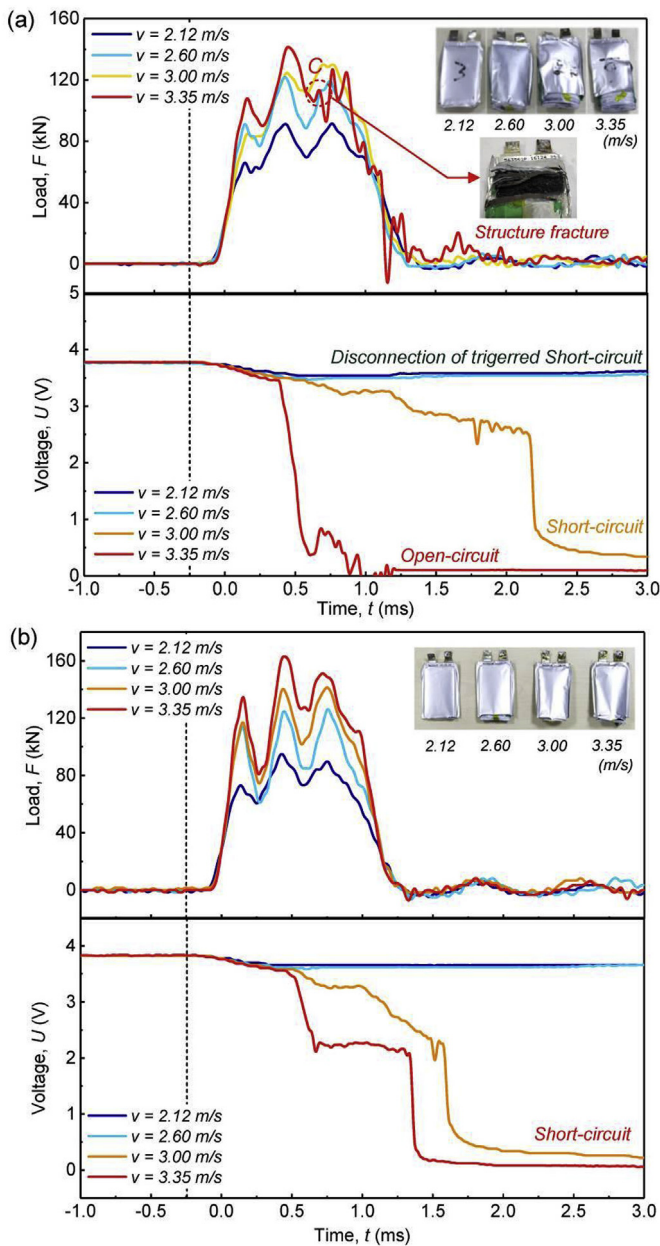 (a)
160
120
80
40
0
Load, F (kN)
v = 2.12 m/s
v = 2.60 m/s
v = 3.00 m/s
v = 3.35 m/s
C
3
2.12 2.60 3.00 3.35
(m/s)
Structure fracture
5
4
3
2
1
0
Voltage, U (V)
Disconnection of trigerred Short-circuit
v = 2.12 m/s
v = 2.60 m/s
v = 3.00 m/s
v = 3.35 m/s
Short-circuit
Open-circuit
-1.0 -0.5 0.0 0.5 1.0 1.5 2.0 2.5 3.0
Time, t (ms)
(b)
160
120
80
40
0
Load, F (kN)
v = 2.12 m/s
v = 2.60 m/s
v = 3.00 m/s
v = 3.35 m/s
2.12 2.60 3.00 3.35
(m/s)
4
3
2
1
0
Voltage, U (V)
v = 2.12 m/s
v = 2.60 m/s
v = 3.00 m/s
v = 3.35 m/s
Short-circuit
-1.0 -0.5 0.0 0.5 1.0 1.5 2.0 2.5 3.0
Time, t (ms)